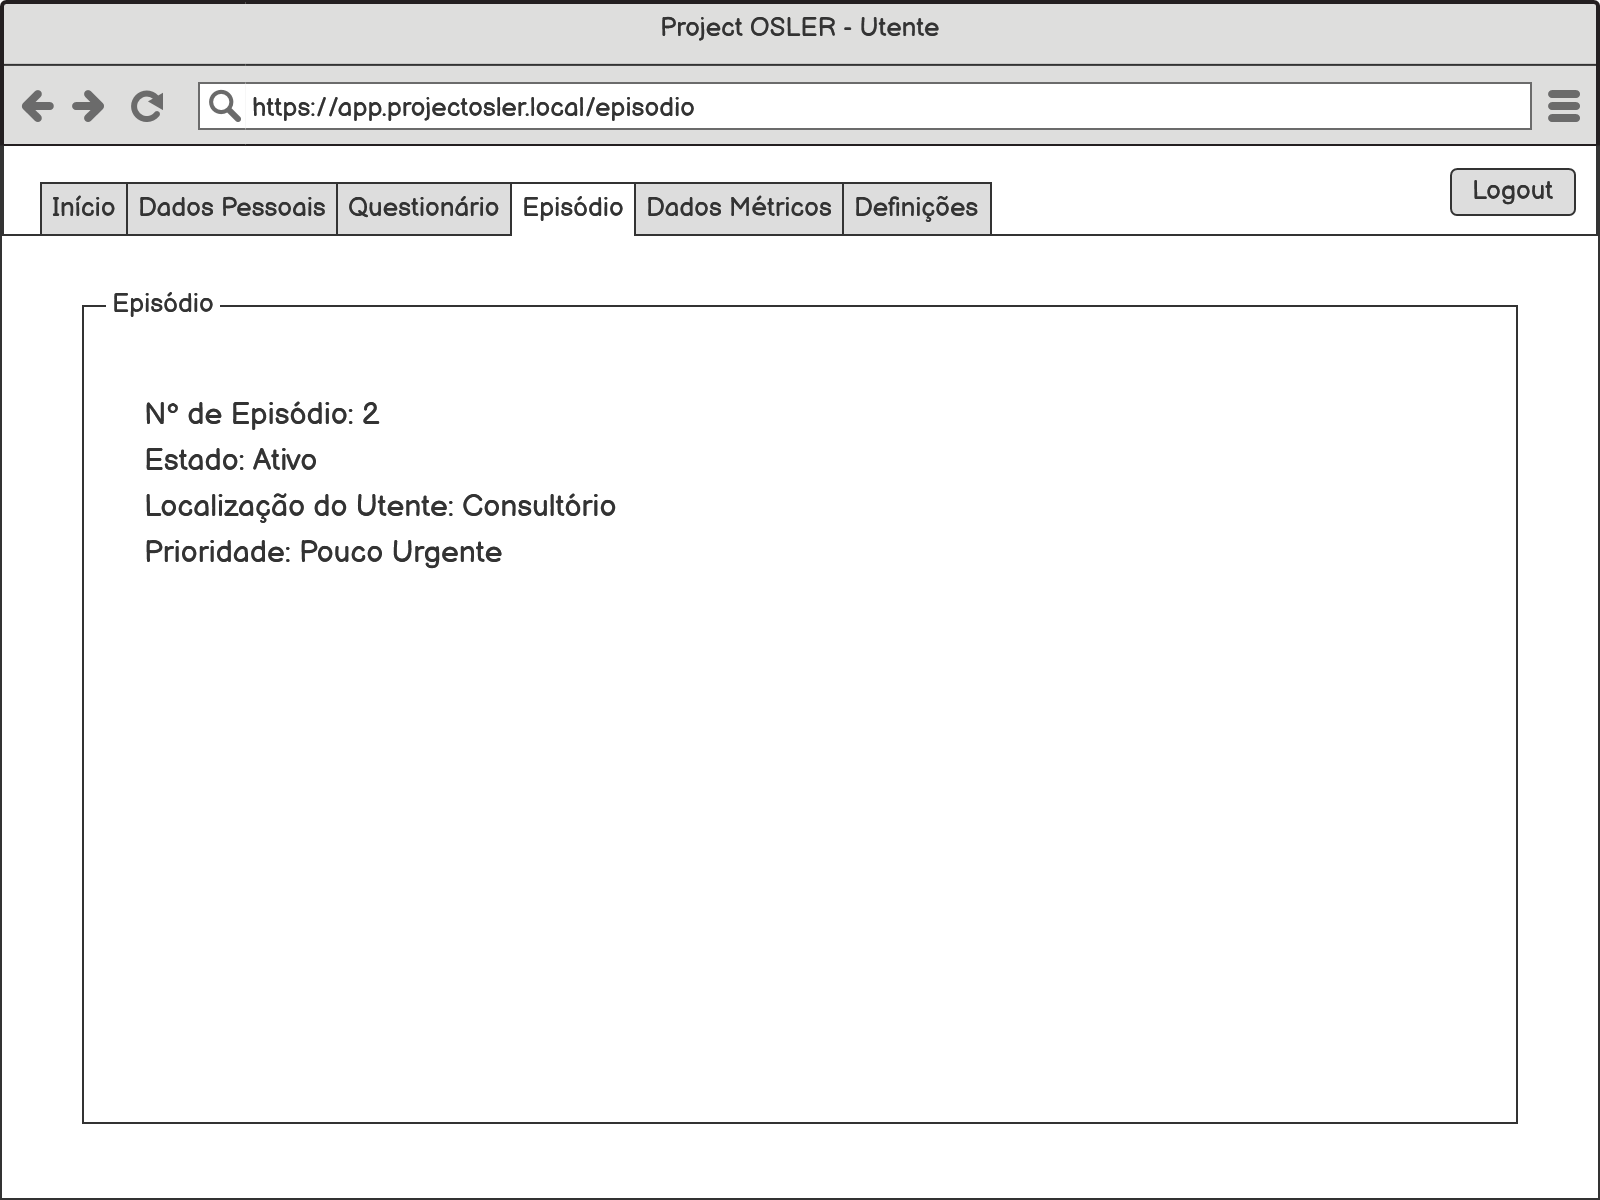 Project OSLER - Utente
https://app.projectosler.local/episodio
Logout
Início Dados Pessoais Questionário Episódio Dados Métricos Definições
Episódio
Nº de Episódio: 2
Estado: Ativo
Localização do Utente: Consultório
Prioridade: Pouco Urgente